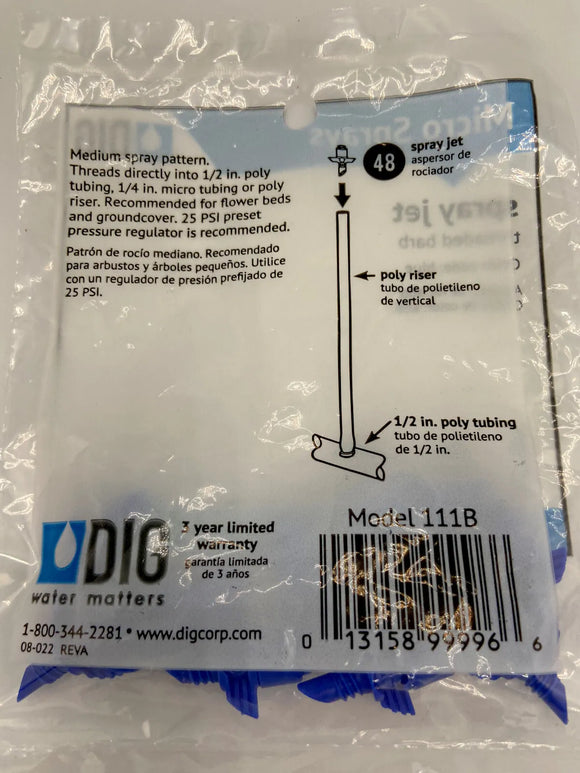 Medium spray pattern.
Threads directly into 1/2 in. poly
tubing, 1/4 in. micro tubing or poly
riser. Recommended for flower beds
and groundcover. 25 PSI preset
pressure regulator is recommended.
Patrón de rocío mediano. Recomendado
para arbustos y árboles pequeños. Utilice
con un regulador de presión prefijado de
25 PSI.
48
spray jet
aspersor de
rociador
poly riser
tubo de polietileno
de vertical
1/2 in. poly tubing
tubo de polietileno
de 1/2 in.
DIG
water matters
3 year limited
warranty
garantía limitada
de 3 años
Model 111B
0 13158 99996 6
1-800-344-2281 • www.digcorp.com
08-022 REVA
DIG
Micro Sprays
spray jet